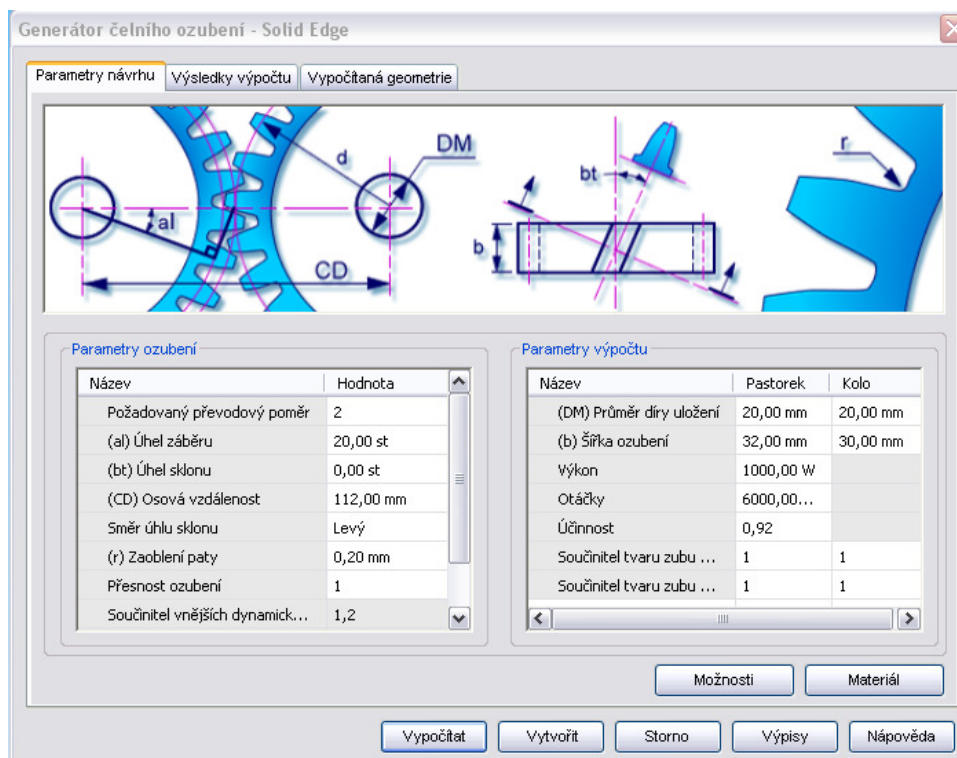 Generátor čelního ozubení - Solid Edge
Parametry návrhu Výsledky výpočtu Vypočítaná geometrie
d DM bt r
al b
CD
Parametry ozubení
Název Hodnota
Požadovaný převodový poměr 2
(al) Úhel záběru 20,00 st
(bt) Úhel sklonu 0,00 st
(CD) Osová vzdálenost 112,00 mm
Směr úhlu sklonu Levý
(r) Zaoblení paty 0,20 mm
Přesnost ozubení 1
Součinitel vnějších dynamick... 1,2
Parametry výpočtu
Název Pastorek Kolo
(DM) Průměr díry uložení 20,00 mm 20,00 mm
(b) Šířka ozubení 32,00 mm 30,00 mm
Výkon 1000,00 W
Otáčky 6000,00...
Účinnost 0,92
Součinitel tvaru zubu ... 1 1
Součinitel tvaru zubu ... 1 1
Možnosti Materiál
Vypočítat Vytvořit Storno Výpisy Nápověda